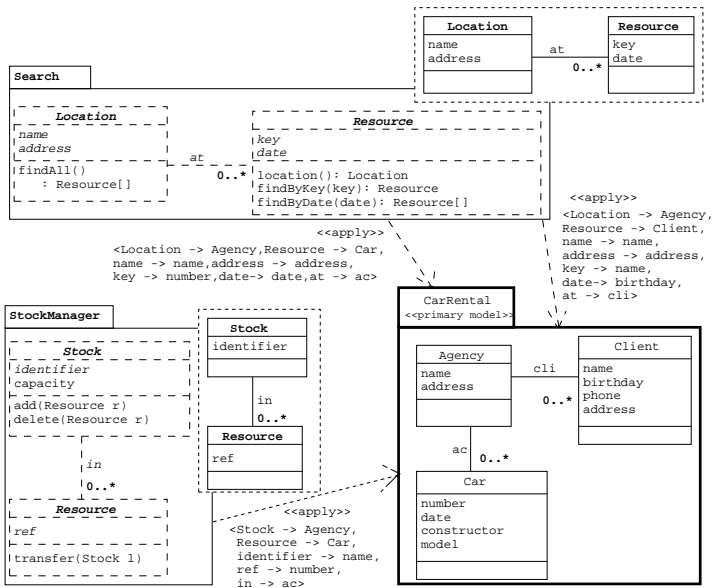 Location
name
address
at
0..*
Resource
key
date
Search
Location
name
address
findAll()
: Resource[]
at
0..*
Resource
key
date
location(): Location
findByKey(key): Resource
findByDate(date): Resource[]
<<apply>>
<Location -> Agency,Resource -> Car,
name -> name,address -> address,
key -> number,date-> date,at -> ac>
<<apply>>
<Location -> Agency,
Resource -> Client,
name -> name,
address -> address,
key -> name,
date-> birthday,
at -> cli>
StockManager
Stock
identifier
capacity
add(Resource r)
delete(Resource r)
in
0..*
Resource
ref
transfer(Stock l)
Stock
identifier
in
0..*
Resource
ref
<<apply>>
<Stock -> Agency,
Resource -> Car,
identifier -> name,
ref -> number,
in -> ac>
CarRental
<<primary model>>
Agency
name
address
cli
0..*
Client
name
birthday
phone
address
ac
0..*
Car
number
date
constructor
model